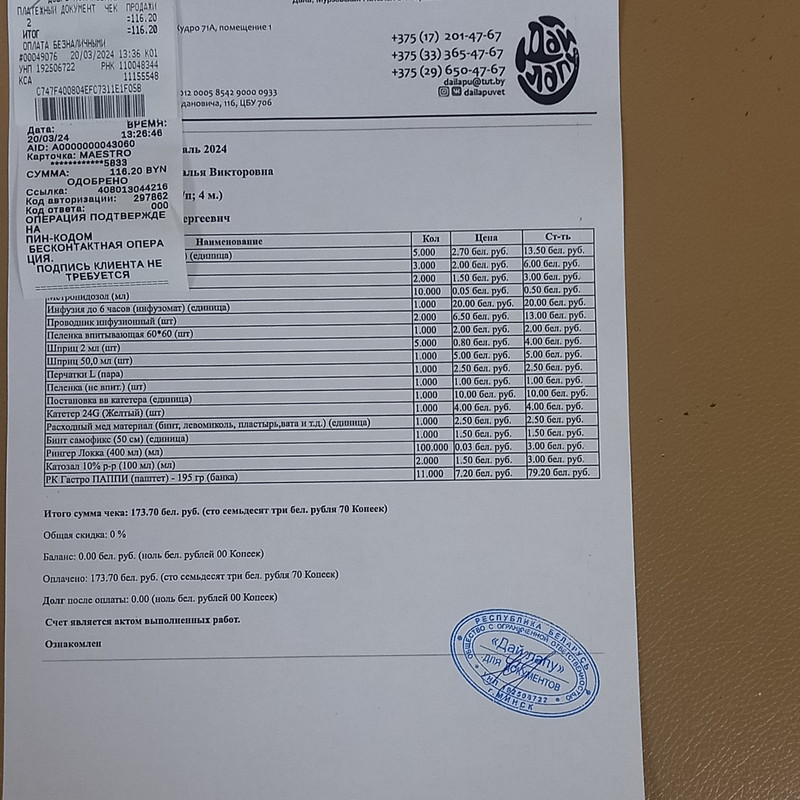 ПЛАТЕЖНЫЙ ДОКУМЕНТ ЧЕК ПРОДАЖИ
2 =116.20
ИТОГ =116.20
ОПЛАТА БЕЗНАЛИЧНЫМИ
#00049076 20/03/2024 13:36 К01
УНП 192506722 РНК 110048344
КСА 11155548
C747F400804EFC7311E1F05B
Дата: ВРЕМЯ:
20/03/24 13:26:46
AID: A0000000043060
Карточка: MAESTRO
************5833
СУММА: 116.20 BYN
ОДОБРЕНО
Ссылка: 408013044216
Код авторизации: 297862
Код ответа: 000
ОПЕРАЦИЯ ПОДТВЕРЖДЕ
НА
ПИН-КОДОМ
БЕСКОНТАКТНАЯ ОПЕРА
ЦИЯ.
ПОДПИСЬ КЛИЕНТА НЕ
ТРЕБУЕТСЯ
Кудро 71А, помещение 1
012 0005 8542 9000 0933
дановича, 116, ЦБУ 706
+375 (17) 201-47-67
+375 (33) 365-47-67
+375 (29) 650-47-67
dailapu@tut.by
dailapuvet
Дай
лапу
аль 2024
алья Викторовна
/п; 4 м.)
ергеевич
Наименование Кол Цена Ст-ть
) (единица) 5.000 2.70 бел. руб. 13.50 бел. руб.
3.000 2.00 бел. руб. 6.00 бел. руб.
2.000 1.50 бел. руб. 3.00 бел. руб.
Метронидозол (мл) 10.000 0.05 бел. руб. 0.50 бел. руб.
Инфузия до 6 часов (инфузомат) (единица) 1.000 20.00 бел. руб. 20.00 бел. руб.
Проводник инфузионный (шт) 2.000 6.50 бел. руб. 13.00 бел. руб.
Пеленка впитывающая 60*60 (шт) 1.000 2.00 бел. руб. 2.00 бел. руб.
Шприц 2 мл (шт) 5.000 0.80 бел. руб. 4.00 бел. руб.
Шприц 50,0 мл (шт) 1.000 5.00 бел. руб. 5.00 бел. руб.
Перчатки L (пара) 1.000 2.50 бел. руб. 2.50 бел. руб.
Пеленка (не впит.) (шт) 1.000 1.00 бел. руб. 1.00 бел. руб.
Постановка вв катетера (единица) 1.000 10.00 бел. руб. 10.00 бел. руб.
Катетер 24G (Желтый) (шт) 1.000 4.00 бел. руб. 4.00 бел. руб.
Расходный мед материал (бинт, левомиколь, пластырь,вата и т.д.) (единица) 1.000 2.50 бел. руб. 2.50 бел. руб.
Бинт самофикс (50 см) (единица) 1.000 1.50 бел. руб. 1.50 бел. руб.
Рингер Локка (400 мл) (мл) 100.000 0.03 бел. руб. 3.00 бел. руб.
Катозал 10% р-р (100 мл) (мл) 2.000 1.50 бел. руб. 3.00 бел. руб.
РК Гастро ПАППИ (паштет) - 195 гр (банка) 11.000 7.20 бел. руб. 79.20 бел. руб.
Итого сумма чека: 173.70 бел. руб. (сто семьдесят три бел. рубля 70 Копеек)
Общая скидка: 0 %
Баланс: 0.00 бел. руб. (ноль бел. рублей 00 Копеек)
Оплачено: 173.70 бел. руб. (сто семьдесят три бел. рубля 70 Копеек)
Долг после оплаты: 0.00 (ноль бел. рублей 00 Копеек)
Счет является актом выполненных работ.
Ознакомлен
РЕСПУБЛИКА БЕЛАРУСЬ
ОБЩЕСТВО С ОГРАНИЧЕННОЙ ОТВЕТСТВЕННОСТЬЮ
«Дай лапу»
ДЛЯ ДОКУМЕНТОВ
УНП 192506722
г. МИНСК